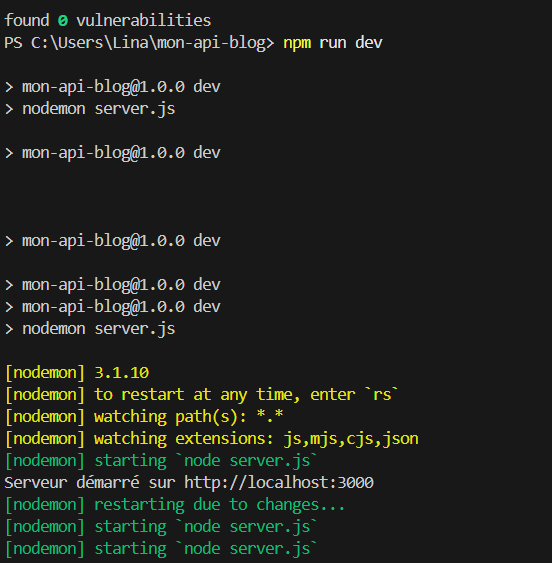 found 0 vulnerabilities
PS C:\Users\Lina\mon-api-blog> npm run dev
> mon-api-blog@1.0.0 dev
> nodemon server.js
> mon-api-blog@1.0.0 dev
> mon-api-blog@1.0.0 dev
> mon-api-blog@1.0.0 dev
> mon-api-blog@1.0.0 dev
> nodemon server.js
[nodemon] 3.1.10
[nodemon] to restart at any time, enter `rs`
[nodemon] watching path(s): *.*
[nodemon] watching extensions: js,mjs,cjs,json
[nodemon] starting `node server.js`
Serveur démarré sur http://localhost:3000
[nodemon] restarting due to changes...
[nodemon] starting `node server.js`
[nodemon] starting `node server.js`